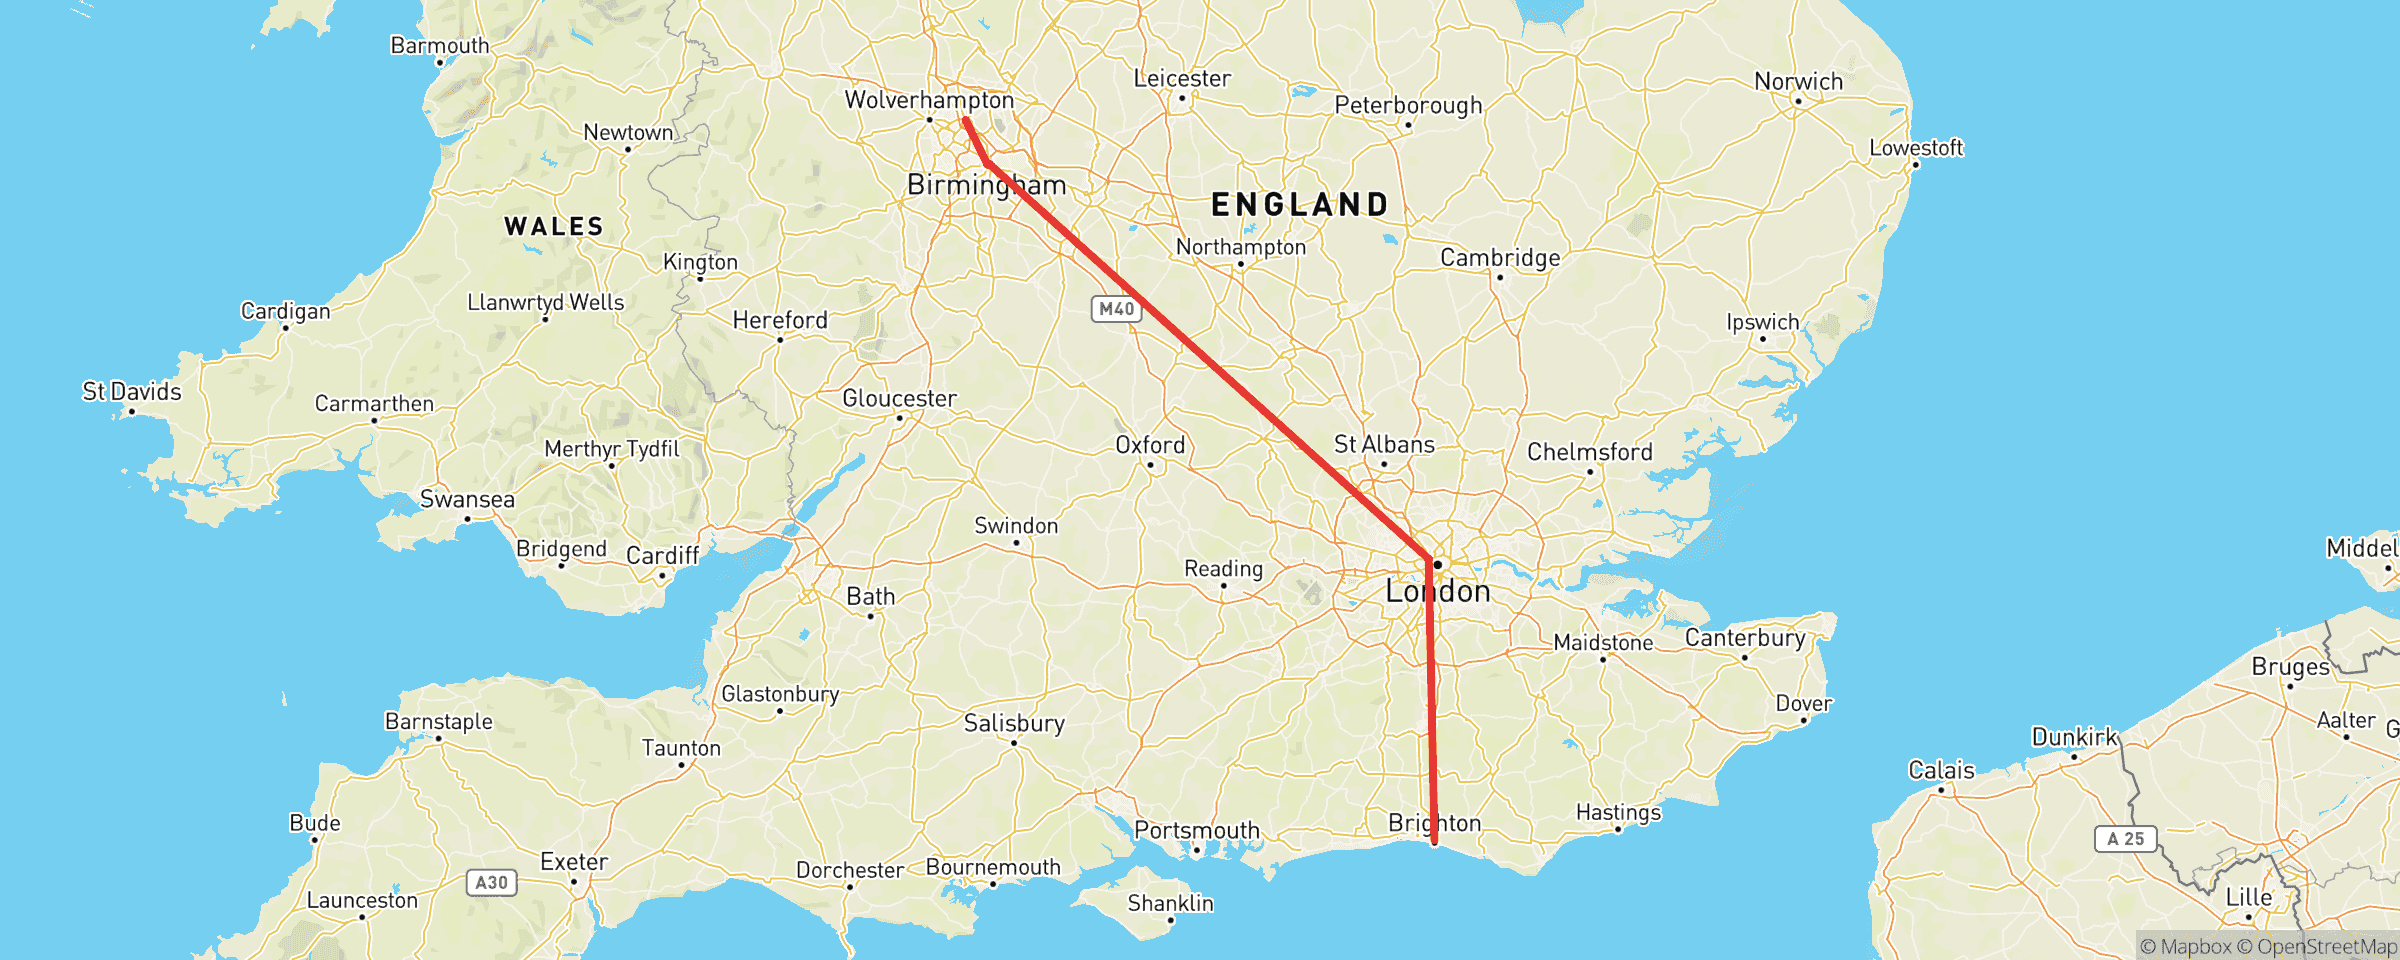 Barmouth
Wolverhampton
Leicester
Peterborough
Norwich
Newtown
Lowestoft
Birmingham
ENGLAND
WALES
Northampton
Kington
Cambridge
Cardigan
Llanwrtyd Wells
M40
Hereford
Ipswich
St Davids
Carmarthen
Gloucester
Merthyr Tydfil
Oxford
St Albans
Chelmsford
Swansea
Swindon
Bridgend
Cardiff
Reading
Middel
Bath
London
Maidstone
Canterbury
Bruges
Glastonbury
Barnstaple
Salisbury
Dover
Aalter
G
Taunton
Dunkirk
Calais
Bude
Portsmouth
Brighton
Hastings
A 25
Exeter
A30
Dorchester
Bournemouth
Launceston
Shanklin
Lille
© Mapbox © OpenStreetMap